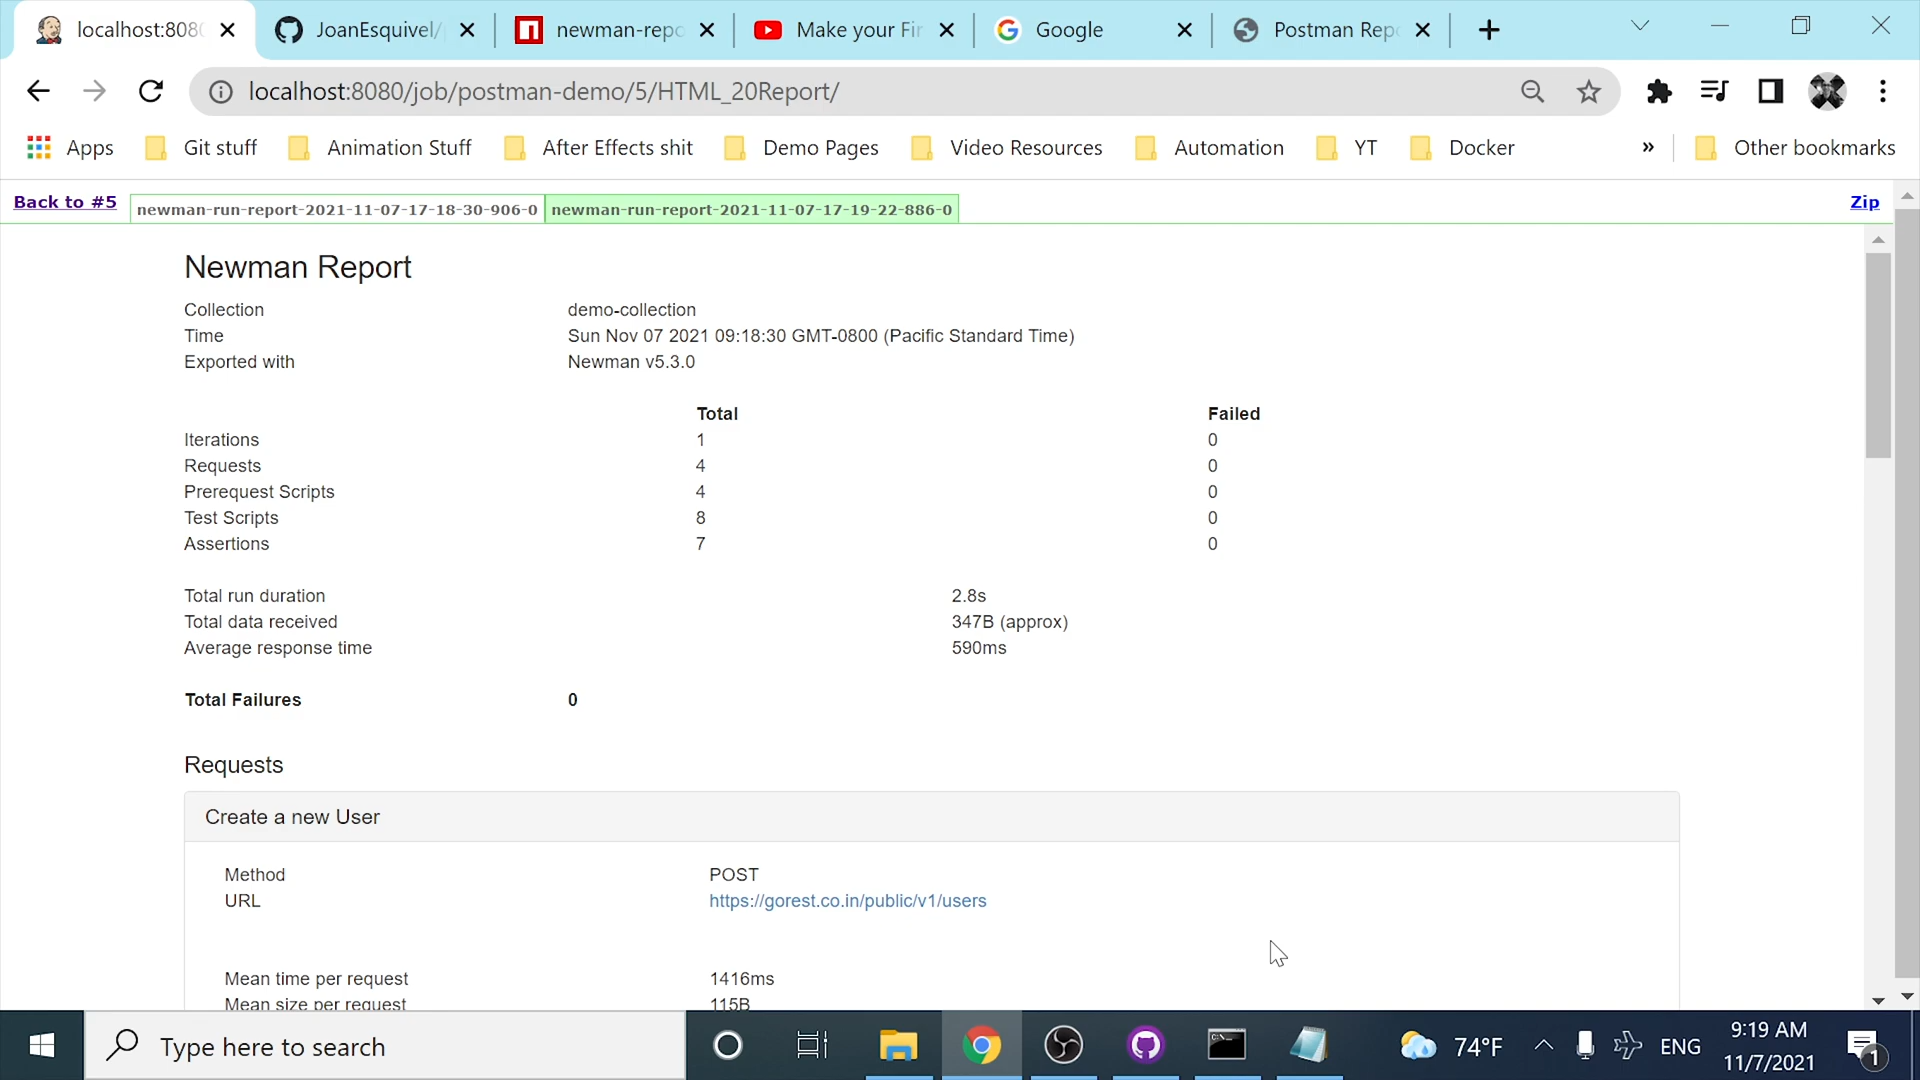 localhost:808
JoanEsquivel/
newman-repo
Make your Fir
Google
Postman Repo
localhost:8080/job/postman-demo/5/HTML_20Report/
Apps
Git stuff
Animation Stuff
After Effects shit
Demo Pages
Video Resources
Automation
YT
Docker
»
Other bookmarks
Back to #5
newman-run-report-2021-11-07-17-18-30-906-0
newman-run-report-2021-11-07-17-19-22-886-0
Zip
Newman Report
Collection demo-collection
Time Sun Nov 07 2021 09:18:30 GMT-0800 (Pacific Standard Time)
Exported with Newman v5.3.0
Total Failed
Iterations 1 0
Requests 4 0
Prerequest Scripts 4 0
Test Scripts 8 0
Assertions 7 0
Total run duration 2.8s
Total data received 347B (approx)
Average response time 590ms
Total Failures 0
Requests
Create a new User
Method POST
URL https://gorest.co.in/public/v1/users
Mean time per request 1416ms
Mean size per request 115B
Type here to search
74°F
ENG
9:19 AM
11/7/2021
1